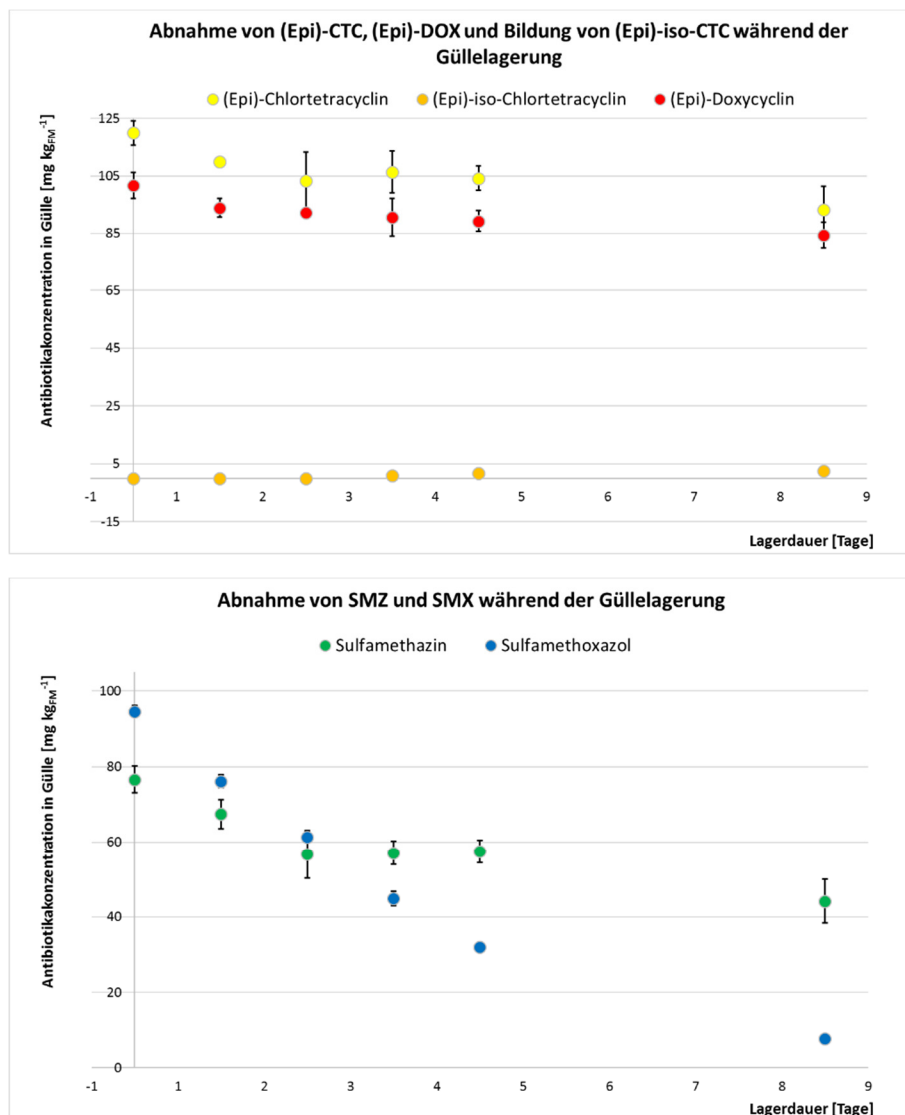 Abnahme von (Epi)-CTC, (Epi)-DOX und Bildung von (Epi)-iso-CTC während der
Güllelagerung
(Epi)-Chlortetracyclin (Epi)-iso-Chlortetracyclin (Epi)-Doxycyclin
Antibiotikakonzentration in Gülle [mg kgFM-1]
125
105
85
65
45
25
5
-1 1 2 3 4 5 6 7 8 9
-15
Lagerdauer [Tage]
Abnahme von SMZ und SMX während der Güllelagerung
Sulfamethazin Sulfamethoxazol
Antibiotikakonzentration in Gülle [mg kgFM-1]
100
80
60
40
20
0
-1 1 2 3 4 5 6 7 8 9
Lagerdauer [Tage]